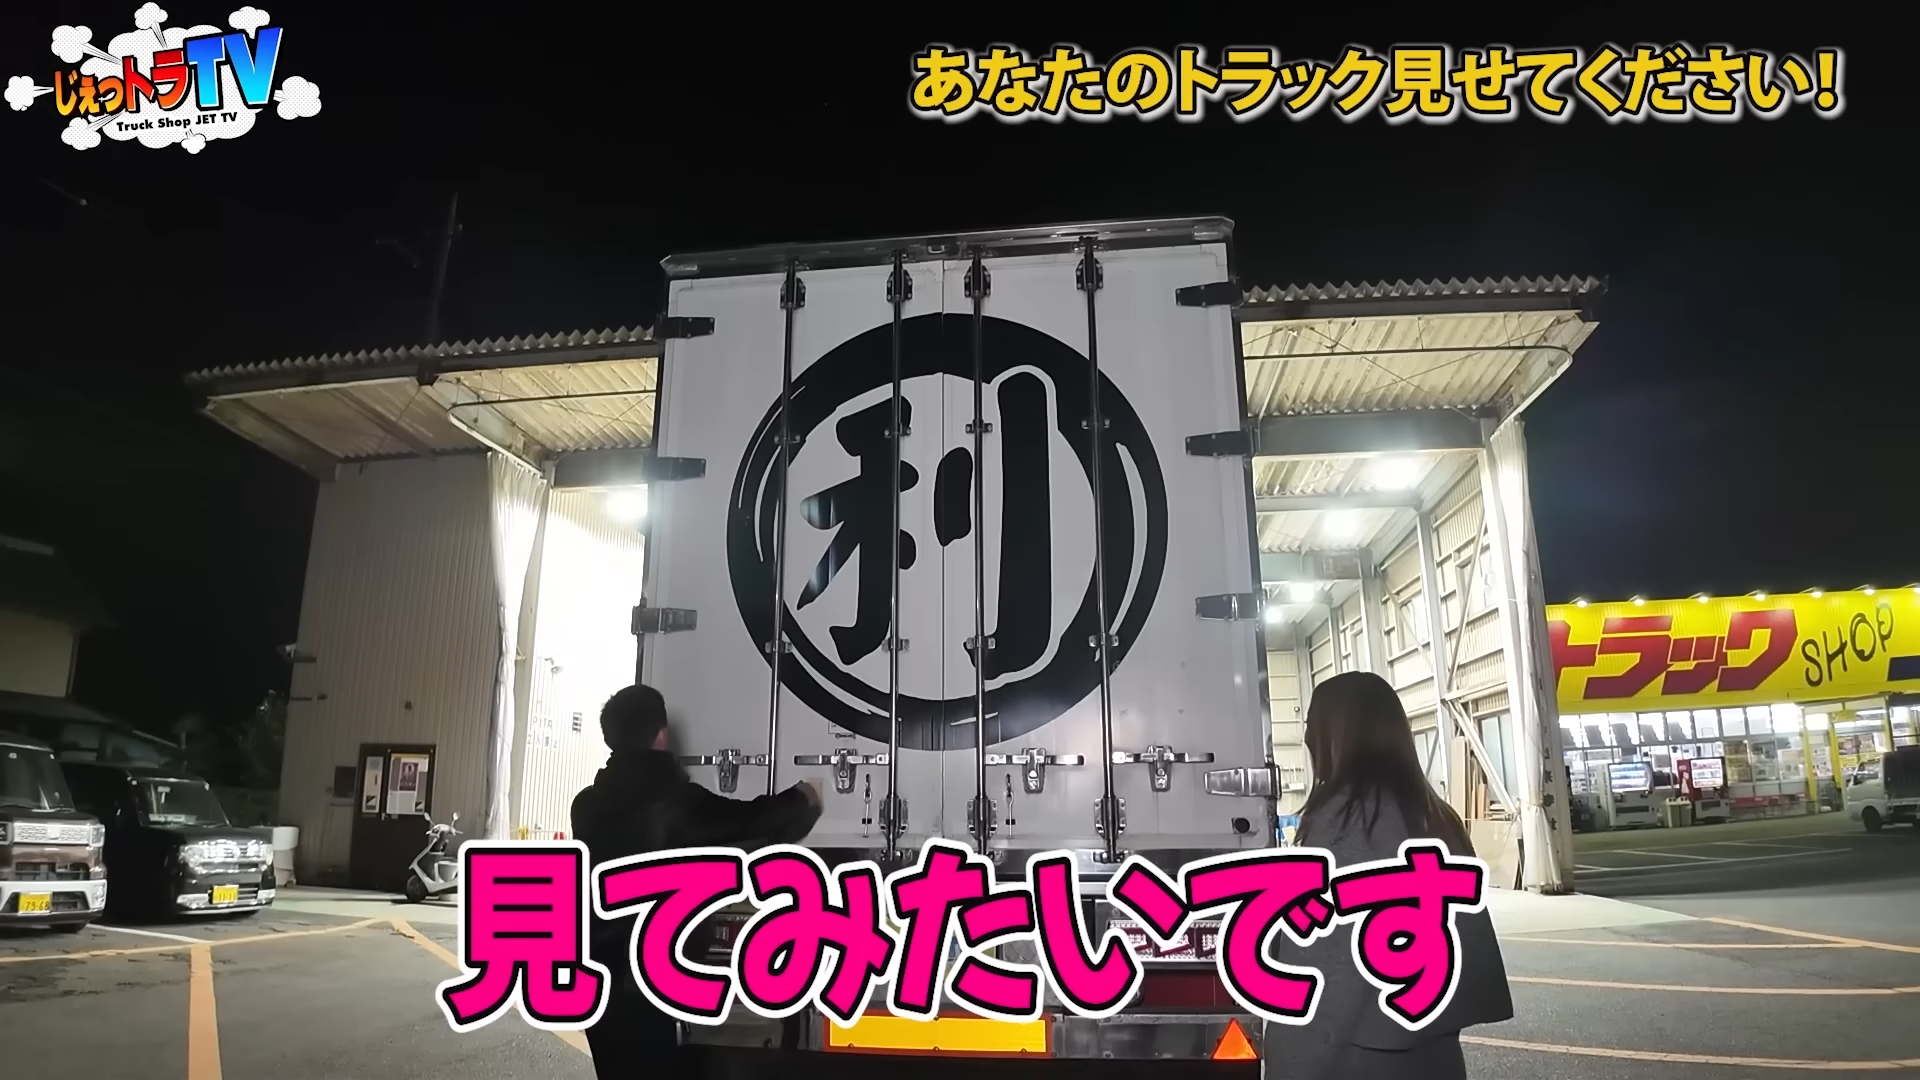 じぇっトラTV
Truck Shop JET TV
あなたのトラック見せてください!
利
トラック SHOP
見てみたいです